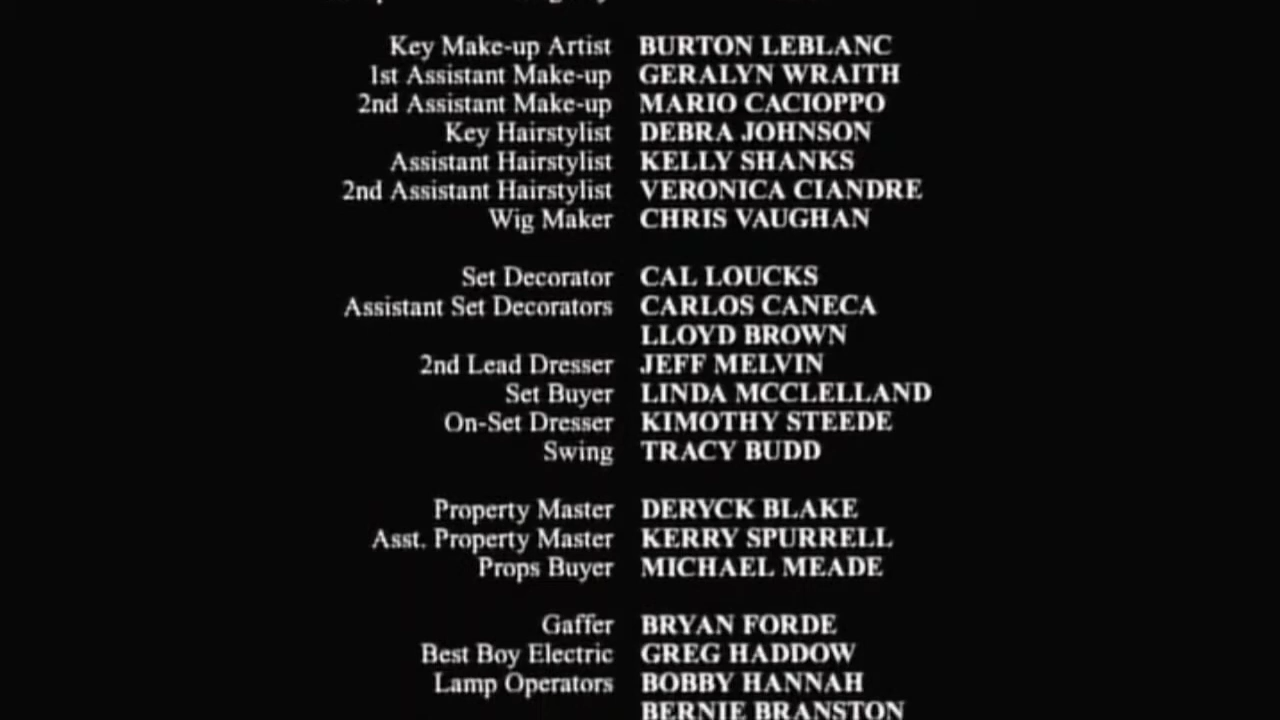 Key Make-up Artist BURTON LEBLANC
1st Assistant Make-up GERALYN WRAITH
2nd Assistant Make-up MARIO CACIOPPO
Key Hairstylist DEBRA JOHNSON
Assistant Hairstylist KELLY SHANKS
2nd Assistant Hairstylist VERONICA CIANDRE
Wig Maker CHRIS VAUGHAN
Set Decorator CAL LOUCKS
Assistant Set Decorators CARLOS CANECA
LLOYD BROWN
2nd Lead Dresser JEFF MELVIN
Set Buyer LINDA MCCLELLAND
On-Set Dresser KIMOTHY STEEDE
Swing TRACY BUDD
Property Master DERYCK BLAKE
Asst. Property Master KERRY SPURRELL
Props Buyer MICHAEL MEADE
Gaffer BRYAN FORDE
Best Boy Electric GREG HADDOW
Lamp Operators BOBBY HANNAH
BERNIE BRANSTON